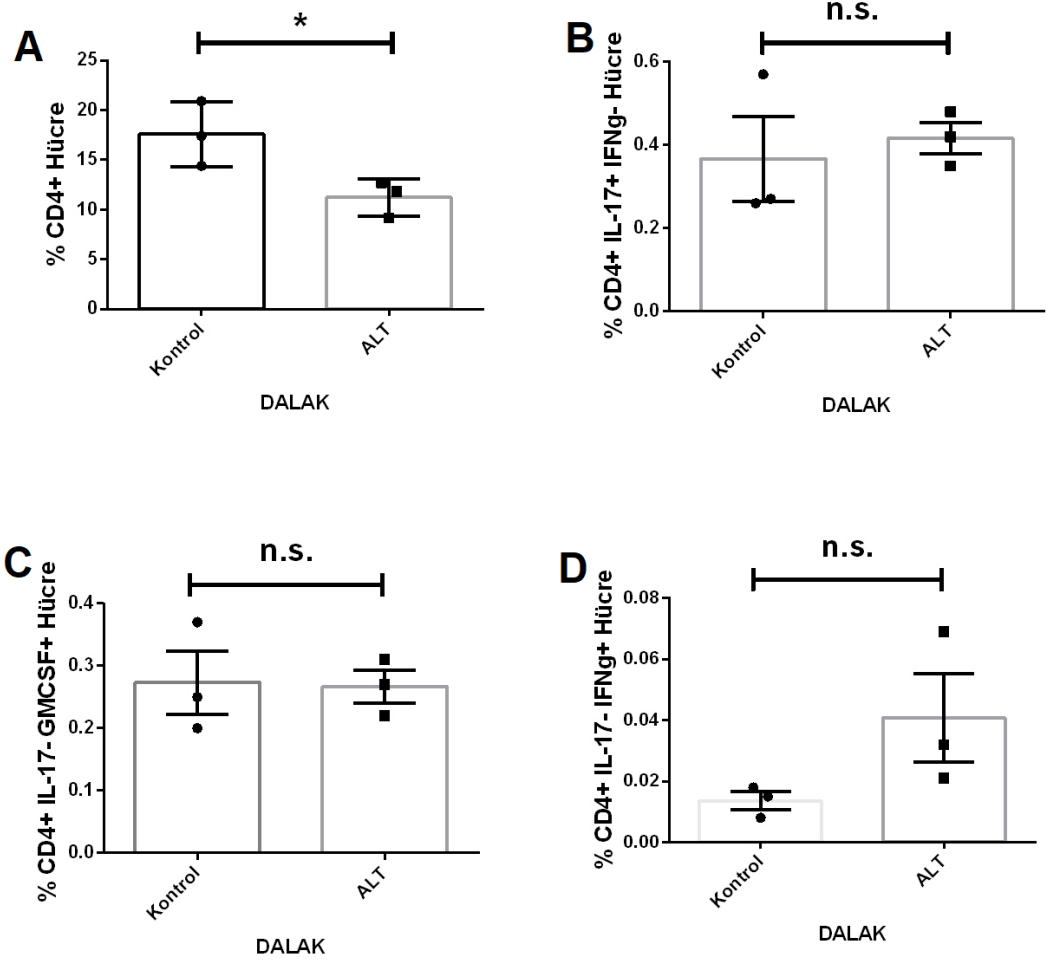 A
*
% CD4+ Hücre
25
20
15
10
5
0
Kontrol
ALT
DALAK
B
n.s.
% CD4+ IL-17+ IFNg- Hücre
0.6
0.4
0.2
0.0
Kontrol
ALT
DALAK
C
n.s.
% CD4+ IL-17- GMCSF+ Hücre
0.4
0.3
0.2
0.1
0.0
Kontrol
ALT
DALAK
D
n.s.
% CD4+ IL-17- IFNg+ Hücre
0.08
0.06
0.04
0.02
0.00
Kontrol
ALT
DALAK